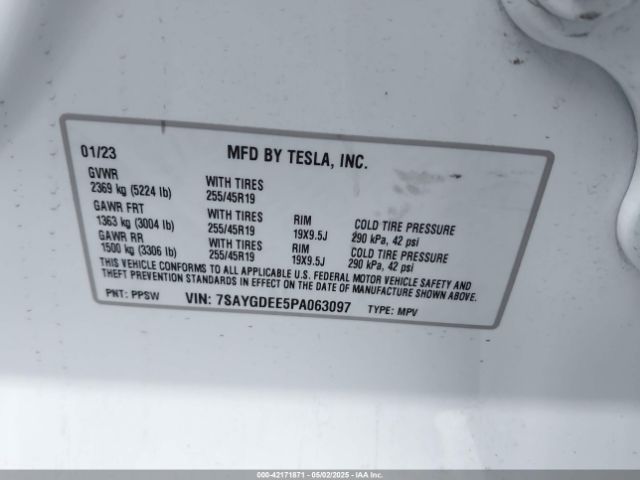 01/23 MFD BY TESLA, INC.
GVWR
2369 kg (5224 lb) WITH TIRES 255/45R19
GAWR FRT
1363 kg (3004 lb) WITH TIRES 255/45R19 RIM 19X9.5J COLD TIRE PRESSURE 290 kPa, 42 psi
GAWR RR
1500 kg (3306 lb) WITH TIRES 255/45R19 RIM 19X9.5J COLD TIRE PRESSURE 290 kPa, 42 psi
THIS VEHICLE CONFORMS TO ALL APPLICABLE U.S. FEDERAL MOTOR VEHICLE SAFETY AND
THEFT PREVENTION STANDARDS IN EFFECT ON THE DATE OF MANUFACTURE SHOWN ABOVE.
PNT: PPSW VIN: 7SAYGDEE5PA063097 TYPE: MPV
000-42171871 - 05/02/2025 - IAA Inc.